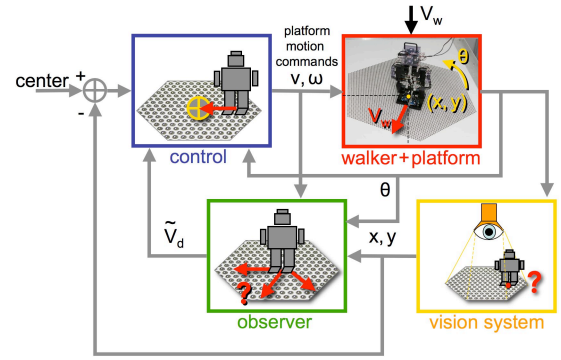 platform
motion
commands
v, ω
V_w
center
+
-
θ
(x, y)
V_w
control
walker+platform
θ
Ṽ_d
x, y
?
?
observer
vision system